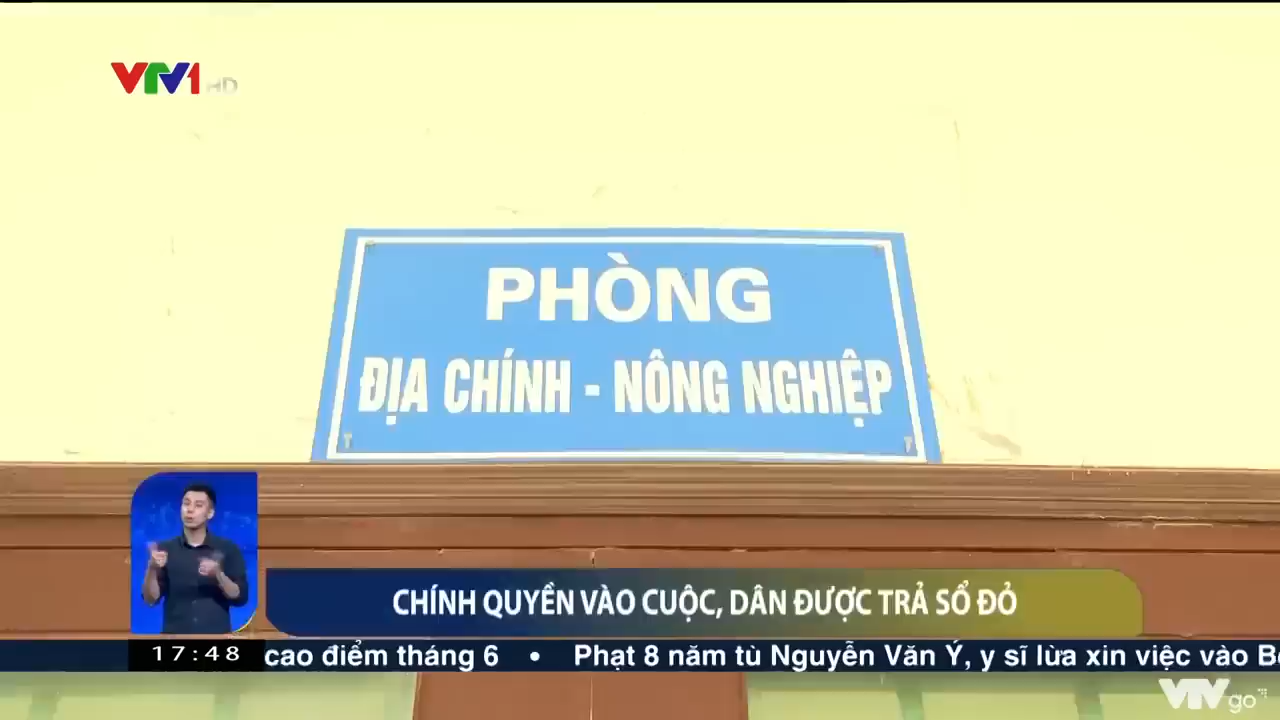 VTV1 HD
PHÒNG
ĐỊA CHÍNH - NÔNG NGHIỆP
CHÍNH QUYỀN VÀO CUỘC, DÂN ĐƯỢC TRẢ SỔ ĐỎ
17:48 cao điểm tháng 6 • Phạt 8 năm tù Nguyễn Văn Ý, y sĩ lừa xin việc vào
VTV go